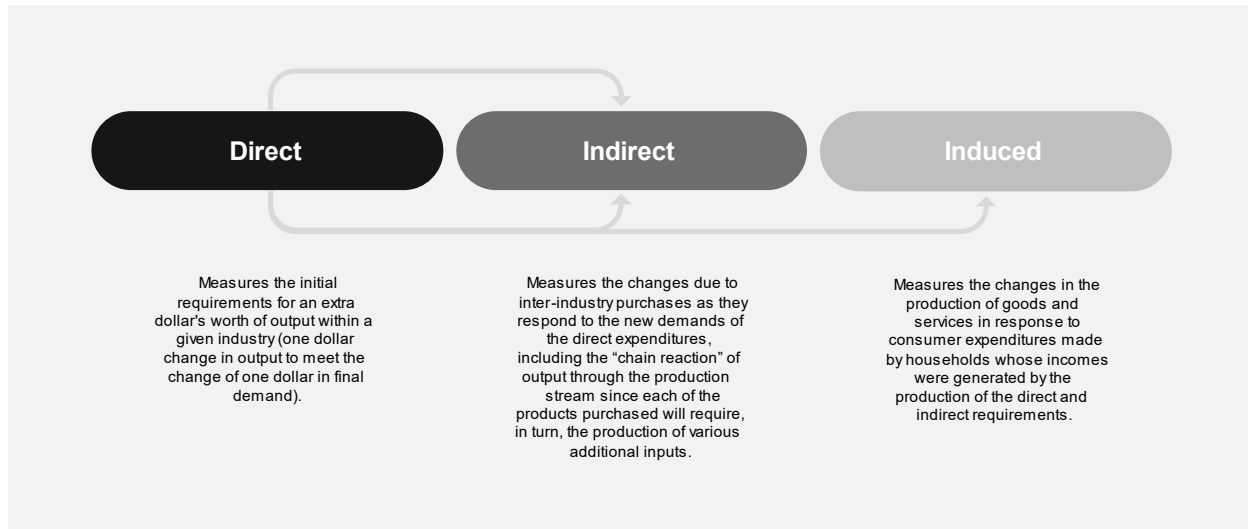 Direct
Indirect
Induced
Measures the initial
requirements for an extra
dollar's worth of output within a
given industry (one dollar
change in output to meet the
change of one dollar in final
demand).
Measures the changes due to
inter-industry purchases as they
respond to the new demands of
the direct expenditures,
including the “chain reaction” of
output through the production
stream since each of the
products purchased will require,
in turn, the production of various
additional inputs.
Measures the changes in the
production of goods and
services in response to
consumer expenditures made
by households whose incomes
were generated by the
production of the direct and
indirect requirements.